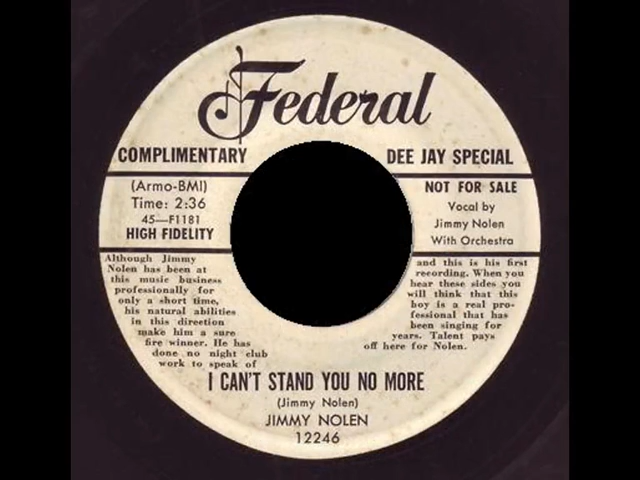 Federal
COMPLIMENTARY
DEE JAY SPECIAL
(Armo-BMI)
Time: 2:36
45—F1181
HIGH FIDELITY
NOT FOR SALE
Vocal by
Jimmy Nolen
With Orchestra
Although Jimmy
Nolen has been at
this music business
professionally for
only a short time,
his natural abilities
in this direction
make him a sure
fire winner. He has
done no night club
work to speak of
and this is his first
recording. When you
hear these sides you
will think that this
boy is a real pro-
fessional that has
been singing for
years. Talent pays
off here for Nolen.
I CAN'T STAND YOU NO MORE
(Jimmy Nolen)
JIMMY NOLEN
12246